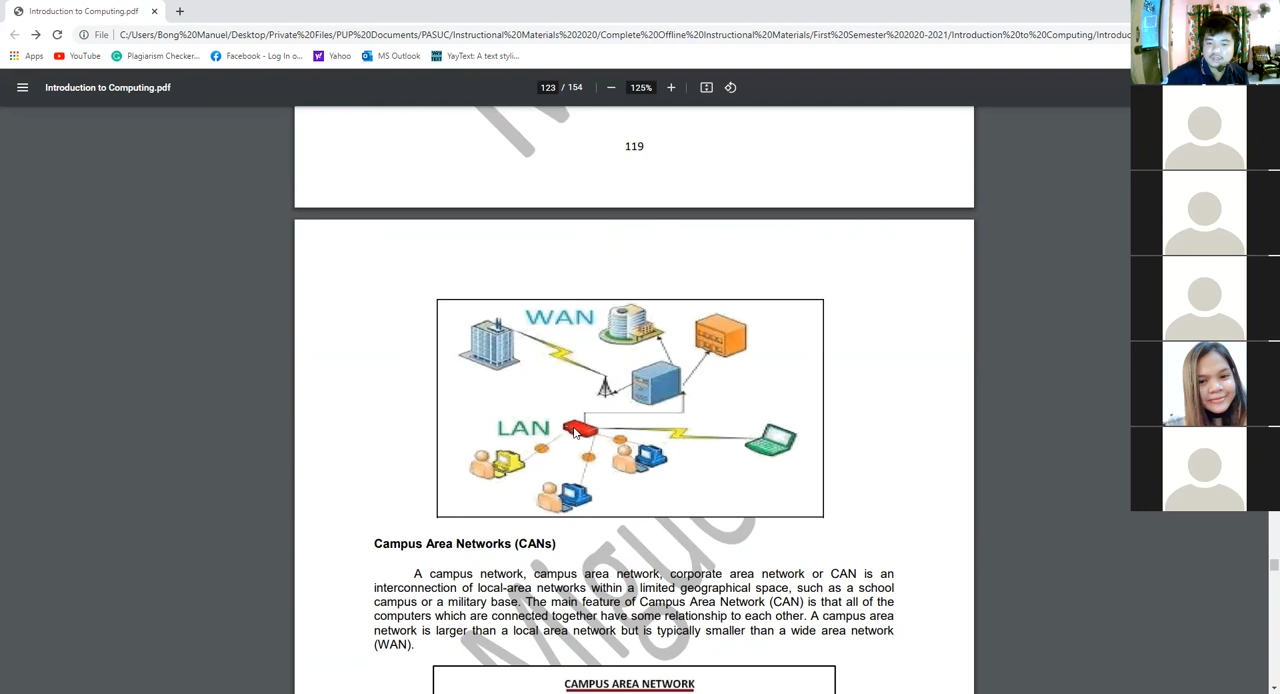 Introduction to Computing.pdf
File
C:/Users/Bong%20Manuel/Desktop/Private%20Files/PUP%20Documents/PASUC/Instructional%20Materials%202020/Complete%20Offline%20Instructional%20Materials/First%20Semester%202020-2021/Introduction%20to%20Computing/Introduc
Apps YouTube Plagiarism Checker... Facebook - Log In o... Yahoo MS Outlook YayText: A text styli...
Introduction to Computing.pdf 123 / 154 125%
119
WAN
LAN
Campus Area Networks (CANs)
A campus network, campus area network, corporate area network or CAN is an
interconnection of local-area networks within a limited geographical space, such as a school
campus or a military base. The main feature of Campus Area Network (CAN) is that all of the
computers which are connected together have some relationship to each other. A campus area
network is larger than a local area network but is typically smaller than a wide area network
(WAN).
CAMPUS AREA NETWORK